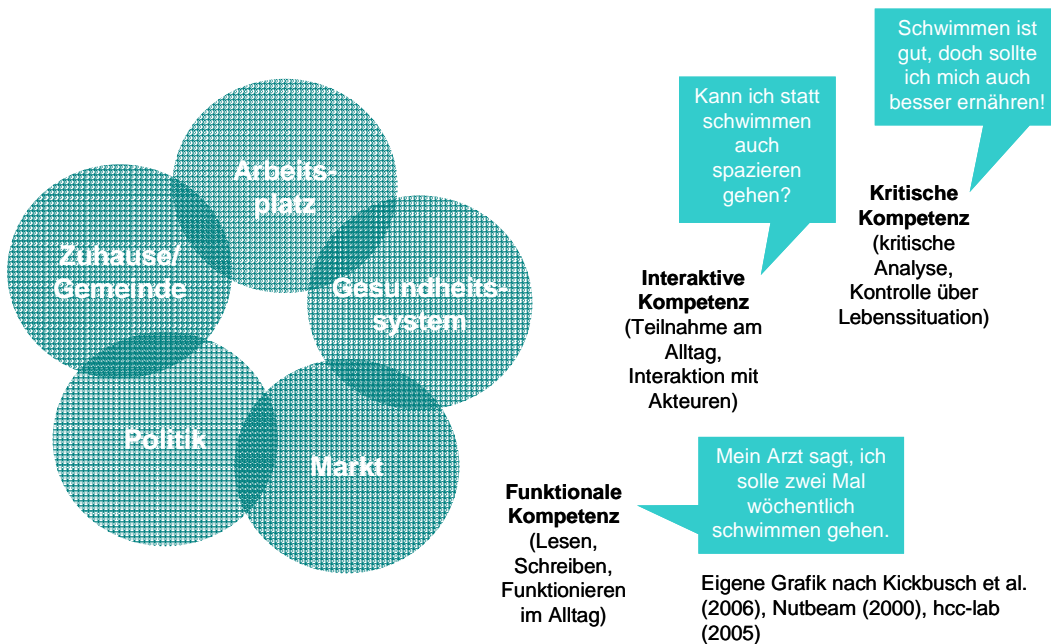 Arbeits-
platz
Zuhause/
Gemeinde
Gesundheits-
system
Politik
Markt
Schwimmen ist
gut, doch sollte
ich mich auch
besser ernähren!
Kann ich statt
schwimmen
auch
spazieren
gehen?
Kritische
Kompetenz
(kritische
Analyse,
Kontrolle über
Lebenssituation)
Interaktive
Kompetenz
(Teilnahme am
Alltag,
Interaktion mit
Akteuren)
Mein Arzt sagt, ich
solle zwei Mal
wöchentlich
schwimmen gehen.
Funktionale
Kompetenz
(Lesen,
Schreiben,
Funktionieren
im Alltag)
Eigene Grafik nach Kickbusch et al.
(2006), Nutbeam (2000), hcc-lab
(2005)